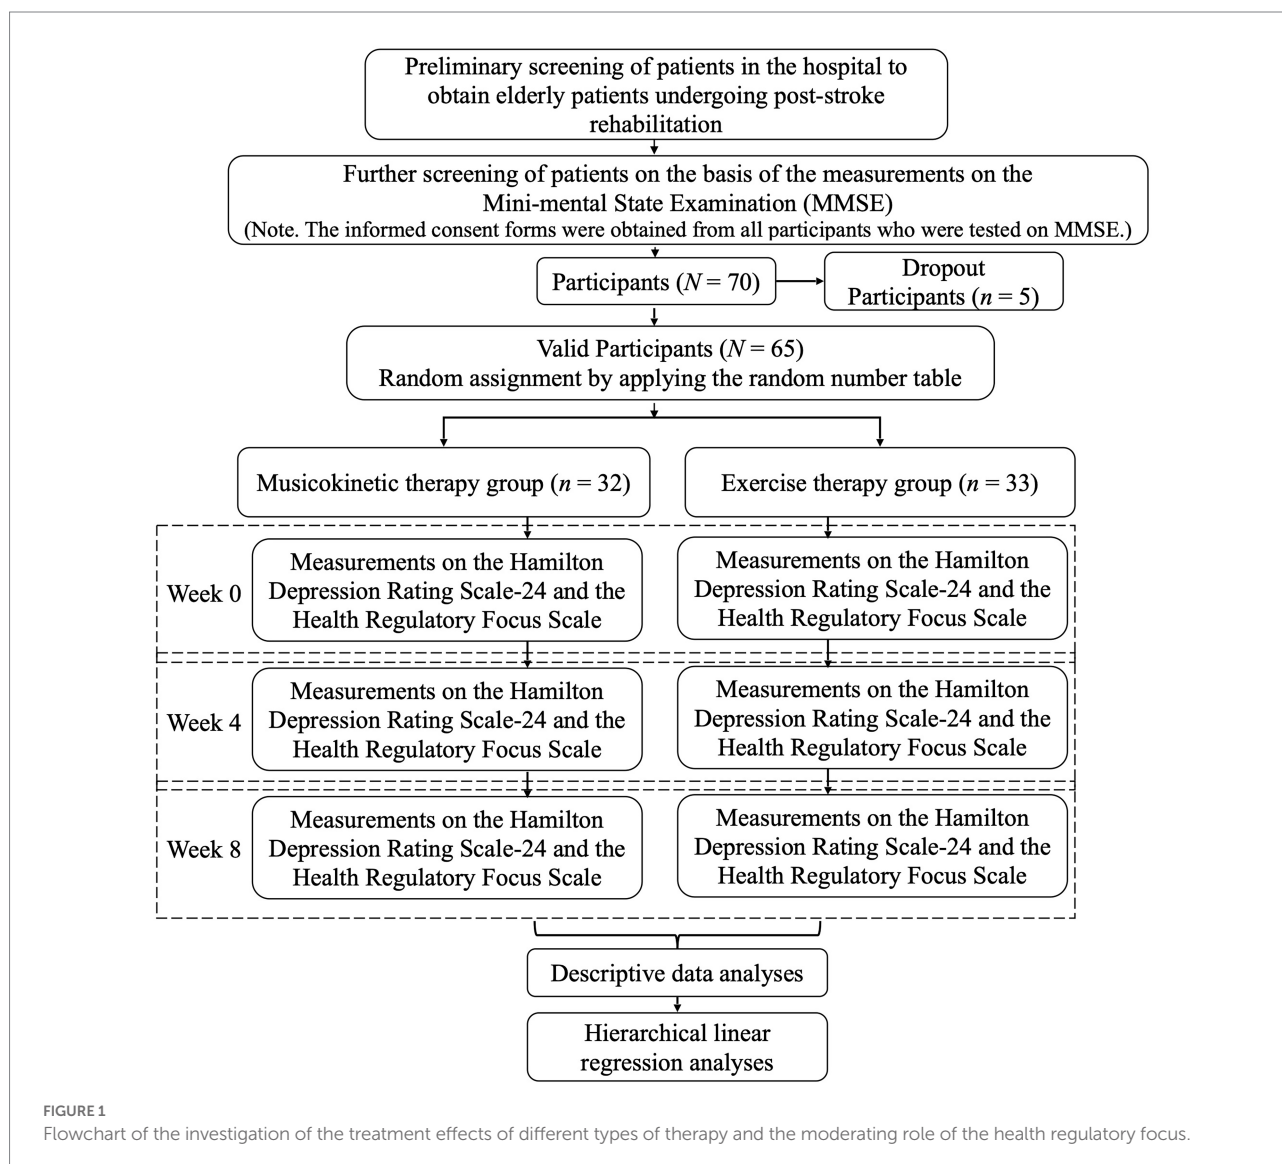 Preliminary screening of patients in the hospital to
obtain elderly patients undergoing post-stroke
rehabilitation
Further screening of patients on the basis of the measurements on the
Mini-mental State Examination (MMSE)
(Note. The informed consent forms were obtained from all participants who were tested on MMSE.)
Participants (N = 70)
Dropout
Participants (n = 5)
Valid Participants (N = 65)
Random assignment by applying the random number table
Musicokinetic therapy group (n = 32)
Exercise therapy group (n = 33)
Week 0
Measurements on the Hamilton
Depression Rating Scale-24 and the
Health Regulatory Focus Scale
Measurements on the Hamilton
Depression Rating Scale-24 and the
Health Regulatory Focus Scale
Week 4
Measurements on the Hamilton
Depression Rating Scale-24 and the
Health Regulatory Focus Scale
Measurements on the Hamilton
Depression Rating Scale-24 and the
Health Regulatory Focus Scale
Week 8
Measurements on the Hamilton
Depression Rating Scale-24 and the
Health Regulatory Focus Scale
Measurements on the Hamilton
Depression Rating Scale-24 and the
Health Regulatory Focus Scale
Descriptive data analyses
Hierarchical linear
regression analyses
FIGURE 1
Flowchart of the investigation of the treatment effects of different types of therapy and the moderating role of the health regulatory focus.